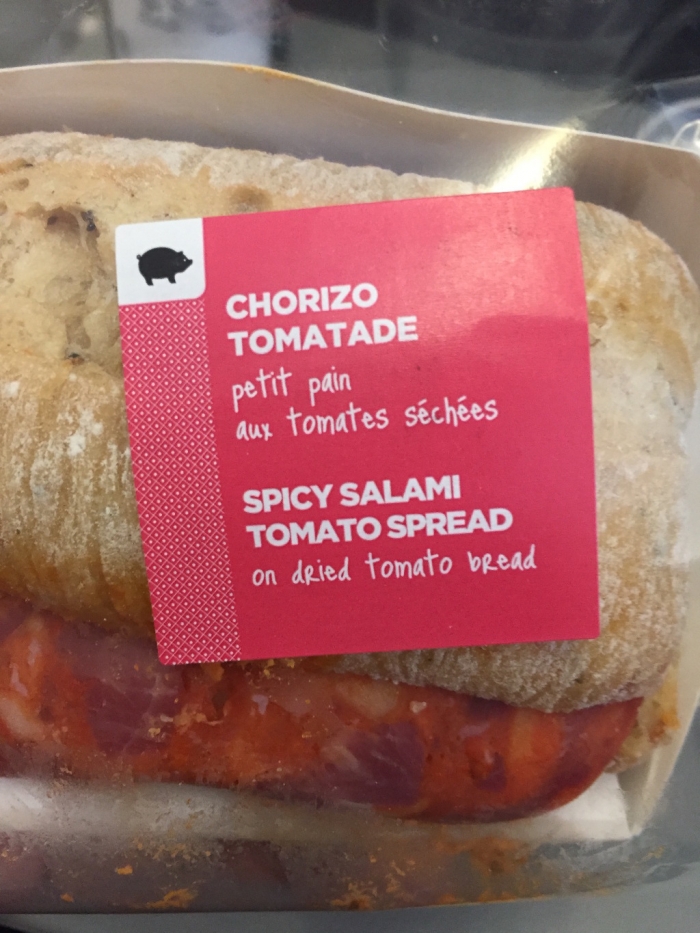 CHORIZO
TOMATADE
petit pain
aux tomates séchées
SPICY SALAMI
TOMATO SPREAD
on dried tomato bread